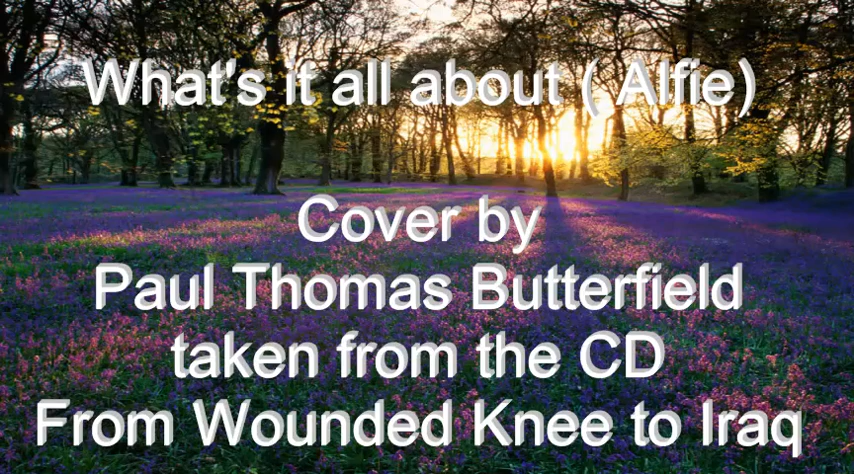 What's it all about ( Alfie)
Cover by
Paul Thomas Butterfield
taken from the CD
From Wounded Knee to Iraq